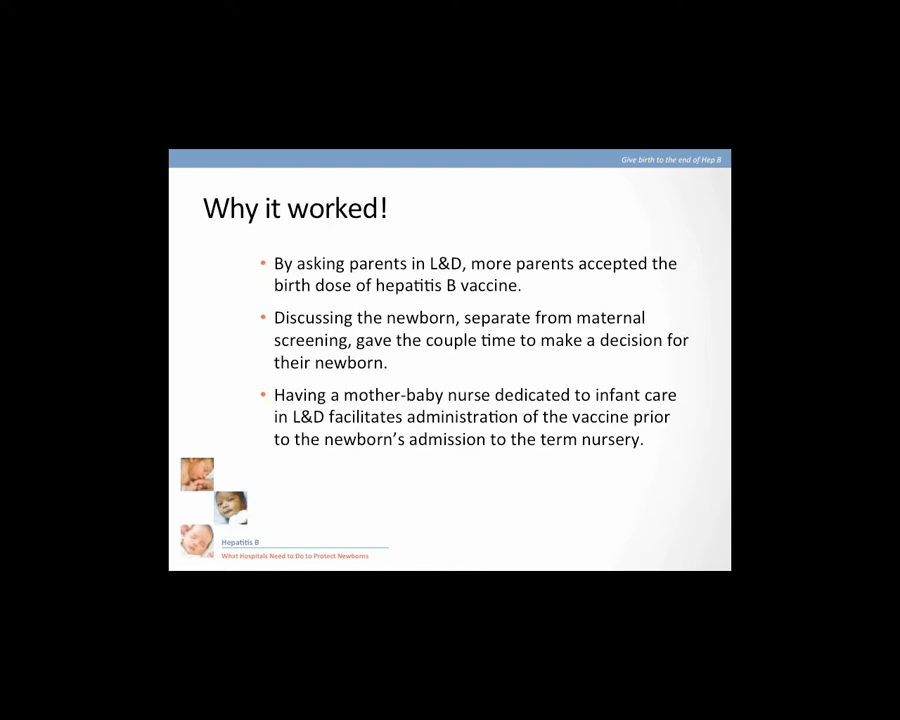 Give birth to the end of Hep B
Why it worked!
• By asking parents in L&D, more parents accepted the
birth dose of hepatitis B vaccine.
• Discussing the newborn, separate from maternal
screening, gave the couple time to make a decision for
their newborn.
• Having a mother-baby nurse dedicated to infant care
in L&D facilitates administration of the vaccine prior
to the newborn's admission to the term nursery.
Hepatitis B
What Hospitals Need to Do to Protect Newborns